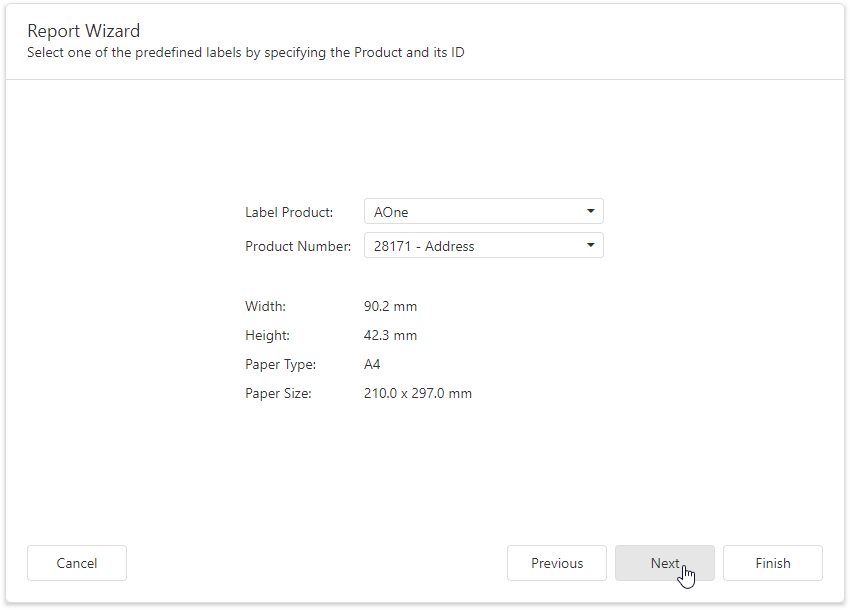 Report Wizard
Select one of the predefined labels by specifying the Product and its ID
Label Product: AOne
Product Number: 28171 - Address
Width: 90.2 mm
Height: 42.3 mm
Paper Type: A4
Paper Size: 210.0 x 297.0 mm
Cancel Previous Next Finish